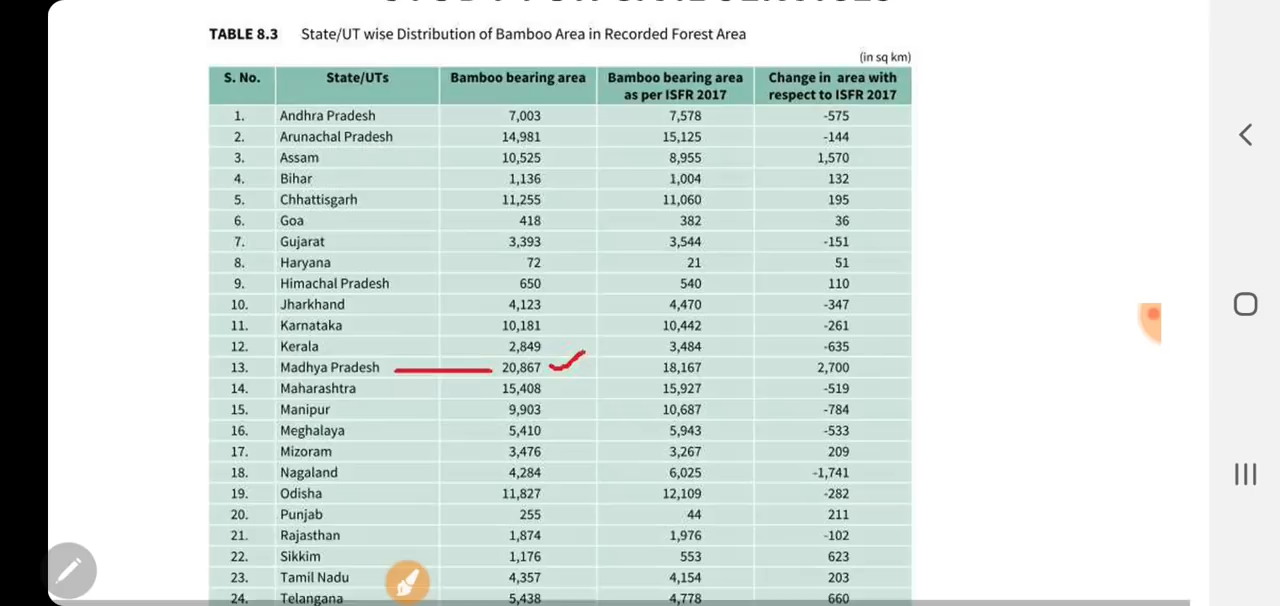 TABLE 8.3 State/UT wise Distribution of Bamboo Area in Recorded Forest Area
(in sq km)
S. No. State/UTs Bamboo bearing area Bamboo bearing area as per ISFR 2017 Change in area with respect to ISFR 2017
1. Andhra Pradesh 7,003 7,578 -575
2. Arunachal Pradesh 14,981 15,125 -144
3. Assam 10,525 8,955 1,570
4. Bihar 1,136 1,004 132
5. Chhattisgarh 11,255 11,060 195
6. Goa 418 382 36
7. Gujarat 3,393 3,544 -151
8. Haryana 72 21 51
9. Himachal Pradesh 650 540 110
10. Jharkhand 4,123 4,470 -347
11. Karnataka 10,181 10,442 -261
12. Kerala 2,849 3,484 -635
13. Madhya Pradesh 20,867 18,167 2,700
14. Maharashtra 15,408 15,927 -519
15. Manipur 9,903 10,687 -784
16. Meghalaya 5,410 5,943 -533
17. Mizoram 3,476 3,267 209
18. Nagaland 4,284 6,025 -1,741
19. Odisha 11,827 12,109 -282
20. Punjab 255 44 211
21. Rajasthan 1,874 1,976 -102
22. Sikkim 1,176 553 623
23. Tamil Nadu 4,357 4,154 203
24. Telangana 5,438 4,778 660